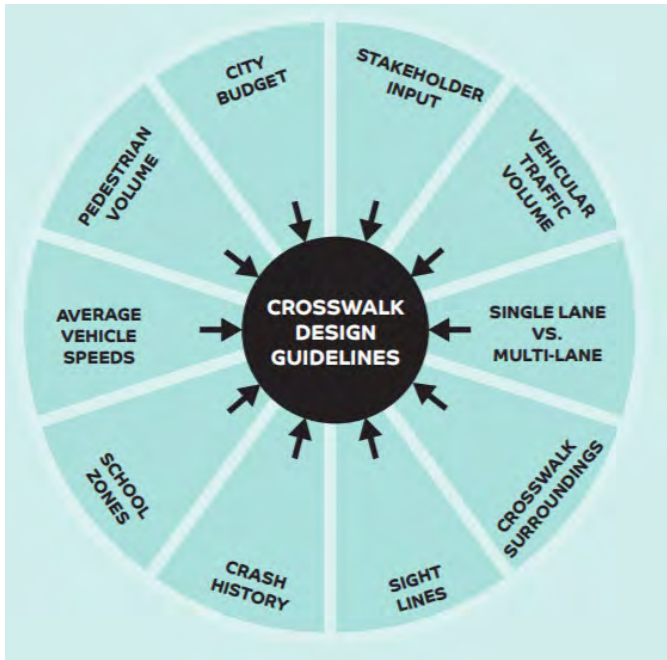 CITY
BUDGET
STAKEHOLDER
INPUT
VEHICULAR
TRAFFIC
VOLUME
SINGLE LANE
VS.
MULTI-LANE
CROSSWALK
SURROUNDINGS
SIGHT
LINES
CRASH
HISTORY
SCHOOL
ZONES
AVERAGE
VEHICLE
SPEEDS
PEDESTRIAN
VOLUME
CROSSWALK
DESIGN
GUIDELINES